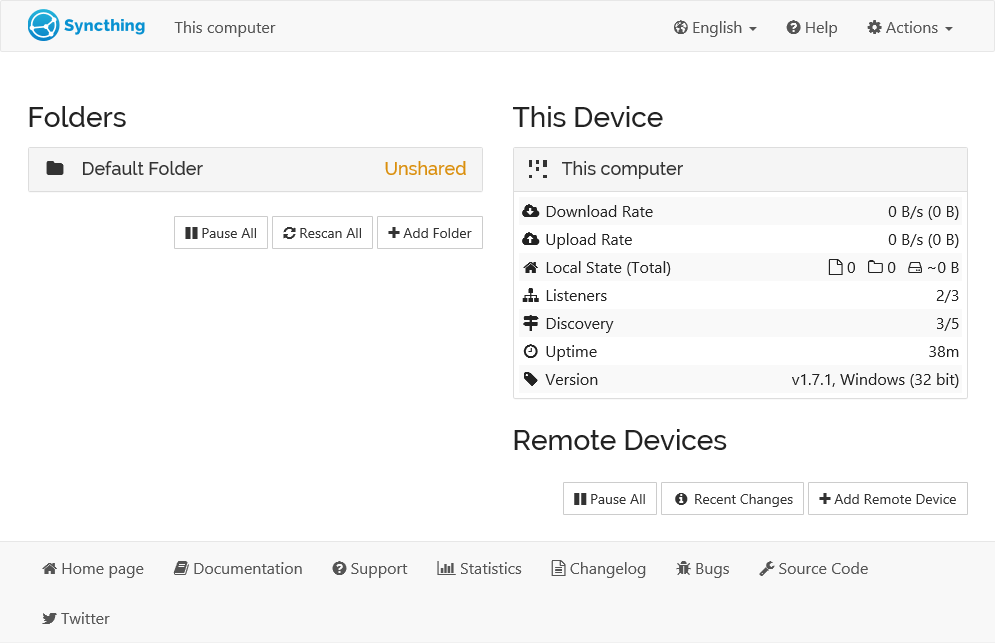 Syncthing This computer English Help Actions
Folders
Default Folder Unshared
Pause All Rescan All Add Folder
This Device
This computer
Download Rate 0 B/s (0 B)
Upload Rate 0 B/s (0 B)
Local State (Total) 0 0 ~0 B
Listeners 2/3
Discovery 3/5
Uptime 38m
Version v1.7.1, Windows (32 bit)
Remote Devices
Pause All Recent Changes Add Remote Device
Home page Documentation Support Statistics Changelog Bugs Source Code
Twitter